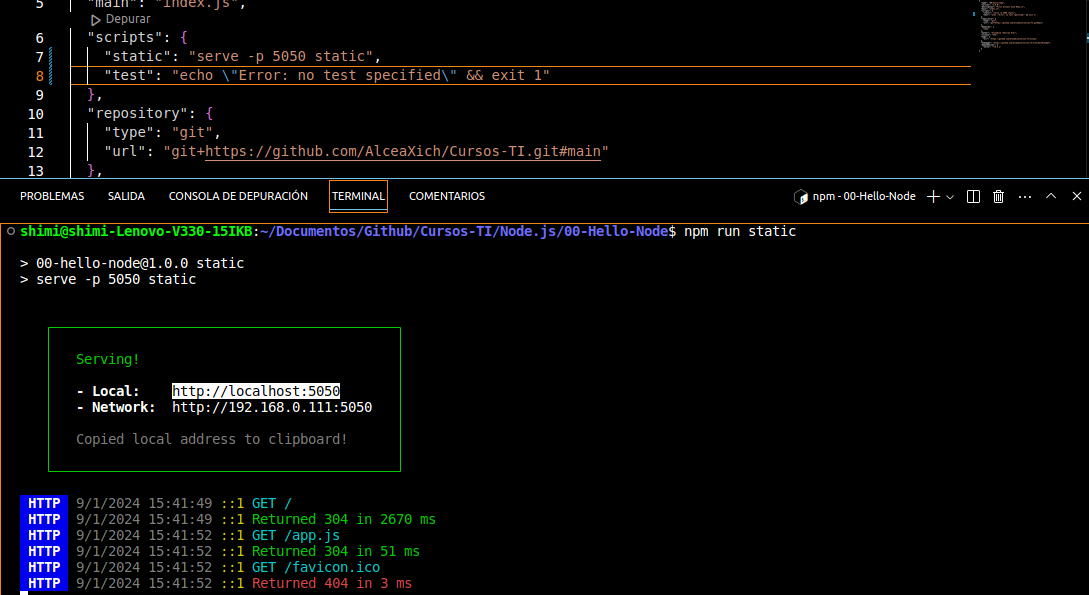 5 "main": "index.js",
Depurar
6 "scripts": {
7 "static": "serve -p 5050 static",
8 "test": "echo \"Error: no test specified\" && exit 1"
9 },
10 "repository": {
11 "type": "git",
12 "url": "git+https://github.com/AlceaXich/Cursos-TI.git#main"
13 },
PROBLEMAS SALIDA CONSOLA DE DEPURACIÓN TERMINAL COMENTARIOS npm - 00-Hello-Node
shimi@shimi-Lenovo-V330-15IKB:~/Documentos/Github/Cursos-TI/Node.js/00-Hello-Node$ npm run static
> 00-hello-node@1.0.0 static
> serve -p 5050 static
Serving!
- Local: http://localhost:5050
- Network: http://192.168.0.111:5050
Copied local address to clipboard!
HTTP 9/1/2024 15:41:49 ::1 GET /
HTTP 9/1/2024 15:41:49 ::1 Returned 304 in 2670 ms
HTTP 9/1/2024 15:41:52 ::1 GET /app.js
HTTP 9/1/2024 15:41:52 ::1 Returned 304 in 51 ms
HTTP 9/1/2024 15:41:52 ::1 GET /favicon.ico
HTTP 9/1/2024 15:41:52 ::1 Returned 404 in 3 ms